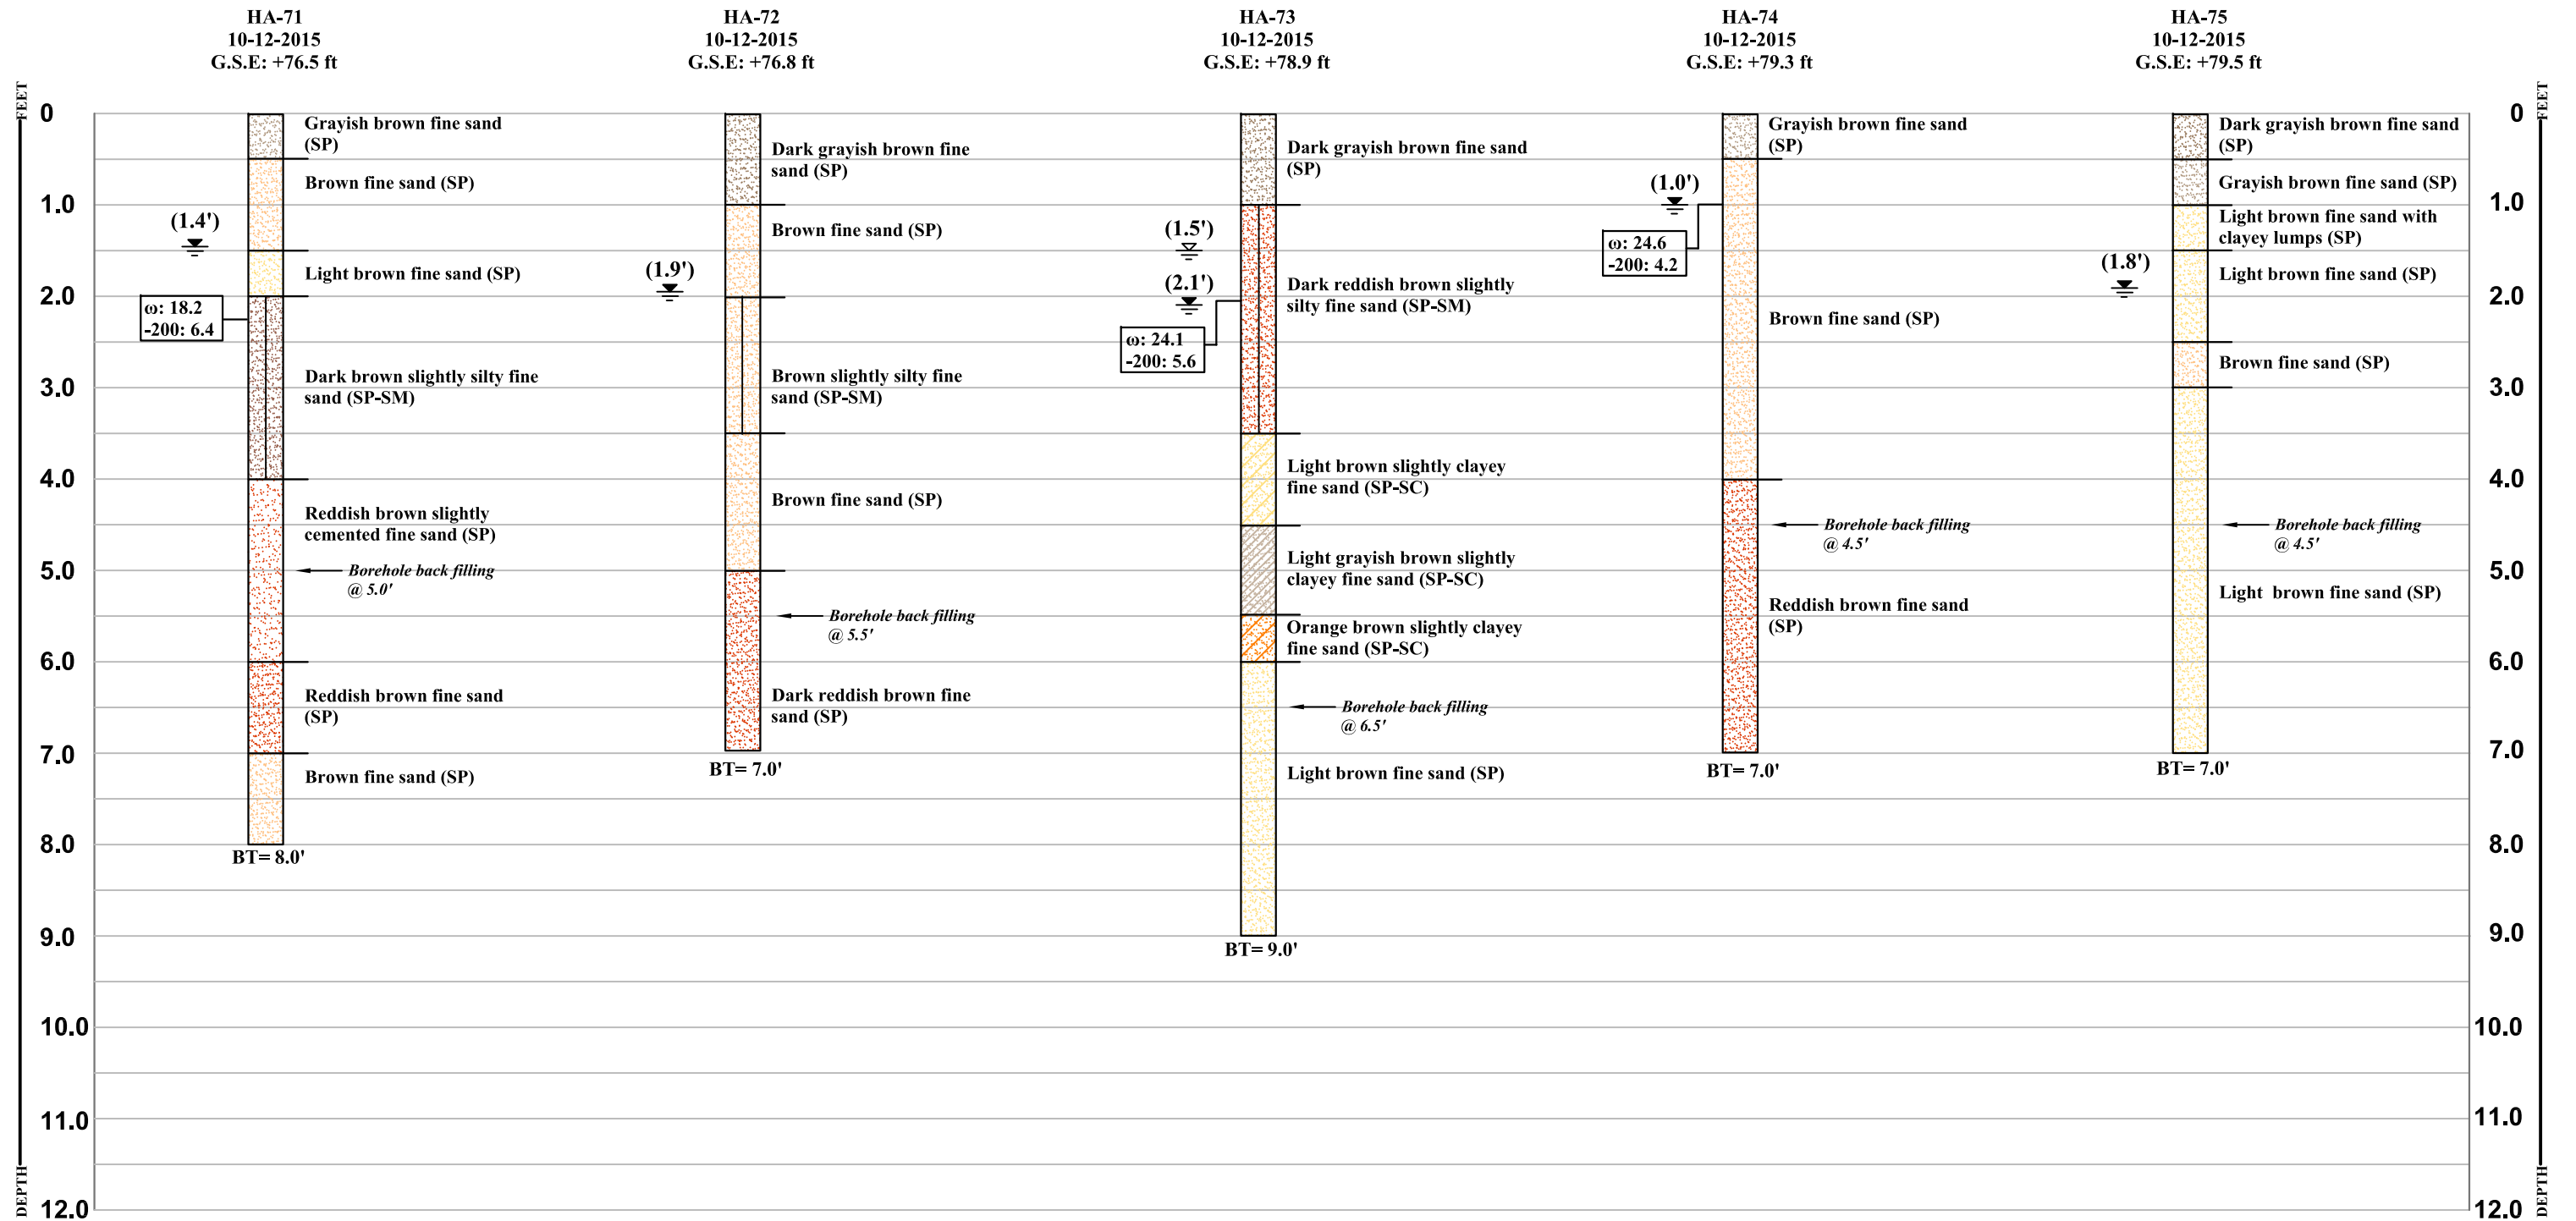 HA-71
10-12-2015
G.S.E: +76.5 ft
HA-72
10-12-2015
G.S.E: +76.8 ft
HA-73
10-12-2015
G.S.E: +78.9 ft
HA-74
10-12-2015
G.S.E: +79.3 ft
HA-75
10-12-2015
G.S.E: +79.5 ft
FEET
0
1.0
2.0
3.0
4.0
5.0
6.0
7.0
8.0
9.0
10.0
11.0
12.0
DEPTH
Grayish brown fine sand
(SP)
Brown fine sand (SP)
(1.4')
Light brown fine sand (SP)
ω: 18.2
-200: 6.4
Dark brown slightly silty fine
sand (SP-SM)
Reddish brown slightly
cemented fine sand (SP)
Borehole back filling
@ 5.0'
Reddish brown fine sand
(SP)
Brown fine sand (SP)
BT= 8.0'
Dark grayish brown fine
sand (SP)
Brown fine sand (SP)
(1.9')
Brown slightly silty fine
sand (SP-SM)
Brown fine sand (SP)
Borehole back filling
@ 5.5'
Dark reddish brown fine
sand (SP)
BT= 7.0'
Dark grayish brown fine sand
(SP)
(1.5')
(2.1')
Dark reddish brown slightly
silty fine sand (SP-SM)
ω: 24.1
-200: 5.6
Light brown slightly clayey
fine sand (SP-SC)
Light grayish brown slightly
clayey fine sand (SP-SC)
Orange brown slightly clayey
fine sand (SP-SC)
Borehole back filling
@ 6.5'
Light brown fine sand (SP)
BT= 9.0'
Grayish brown fine sand
(SP)
(1.0')
ω: 24.6
-200: 4.2
Brown fine sand (SP)
Borehole back filling
@ 4.5'
Reddish brown fine sand
(SP)
BT= 7.0'
Dark grayish brown fine sand
(SP)
Grayish brown fine sand (SP)
Light brown fine sand with
clayey lumps (SP)
(1.8')
Light brown fine sand (SP)
Brown fine sand (SP)
Borehole back filling
@ 4.5'
Light brown fine sand (SP)
BT= 7.0'
FEET
0
1.0
2.0
3.0
4.0
5.0
6.0
7.0
8.0
9.0
10.0
11.0
12.0
DEPTH